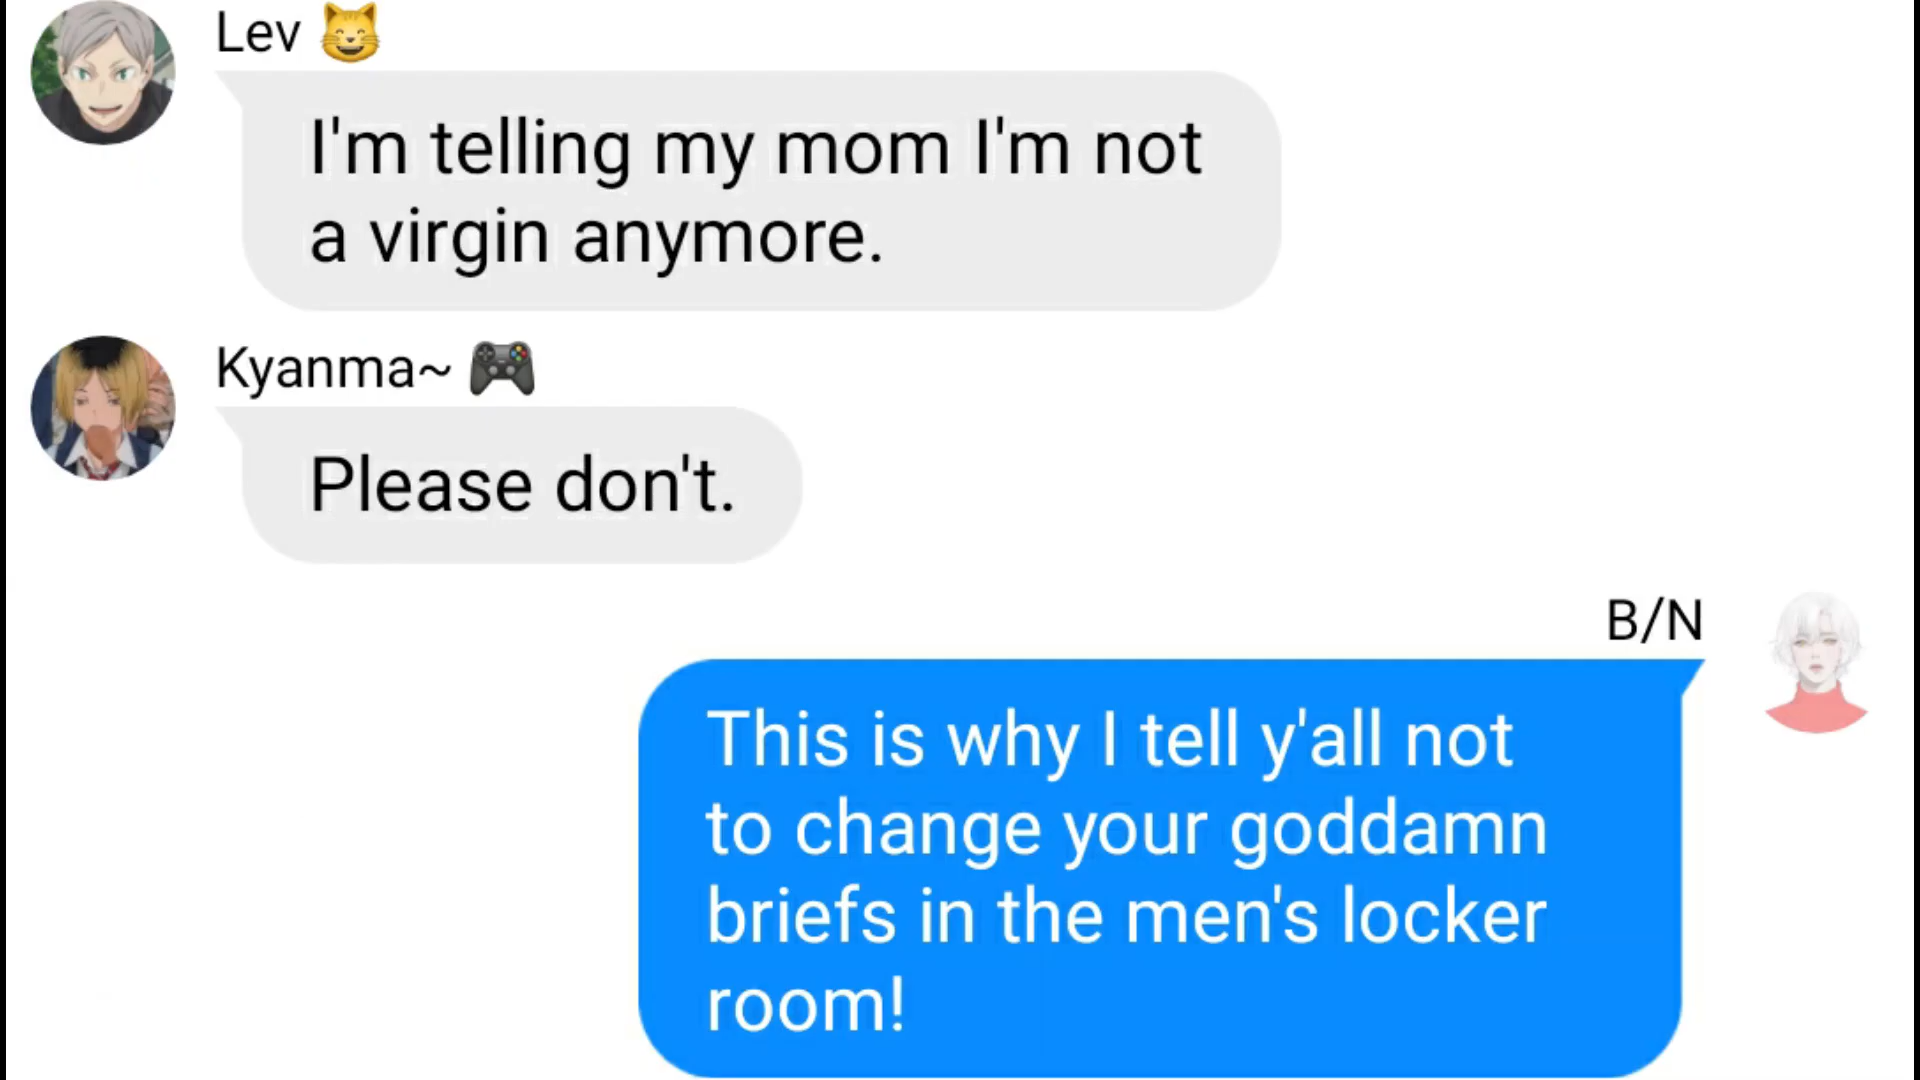 Lev 😸
I'm telling my mom I'm not
a virgin anymore.
Kyanma~ 🎮
Please don't.
B/N
This is why I tell y'all not
to change your goddamn
briefs in the men's locker
room!